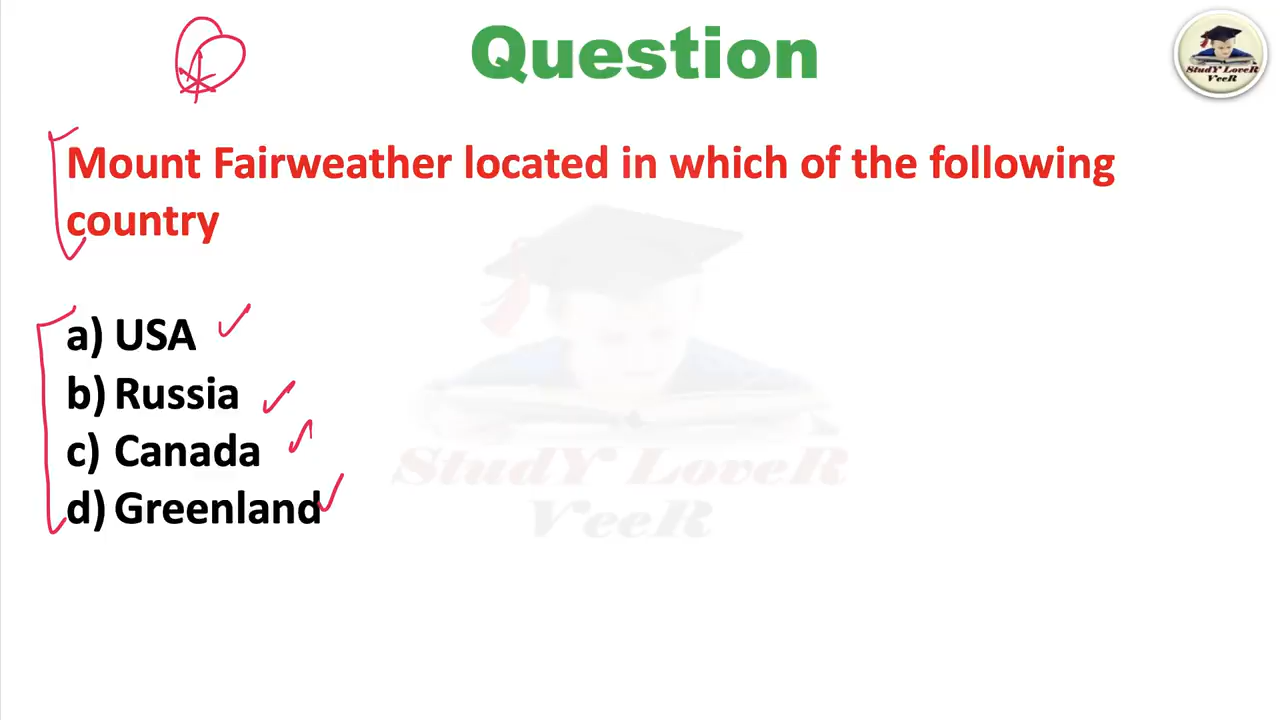 Question
StudY LoveR
VeeR
Mount Fairweather located in which of the following
country
a) USA
b) Russia
c) Canada
d) Greenland
StudY LoveR
VeeR